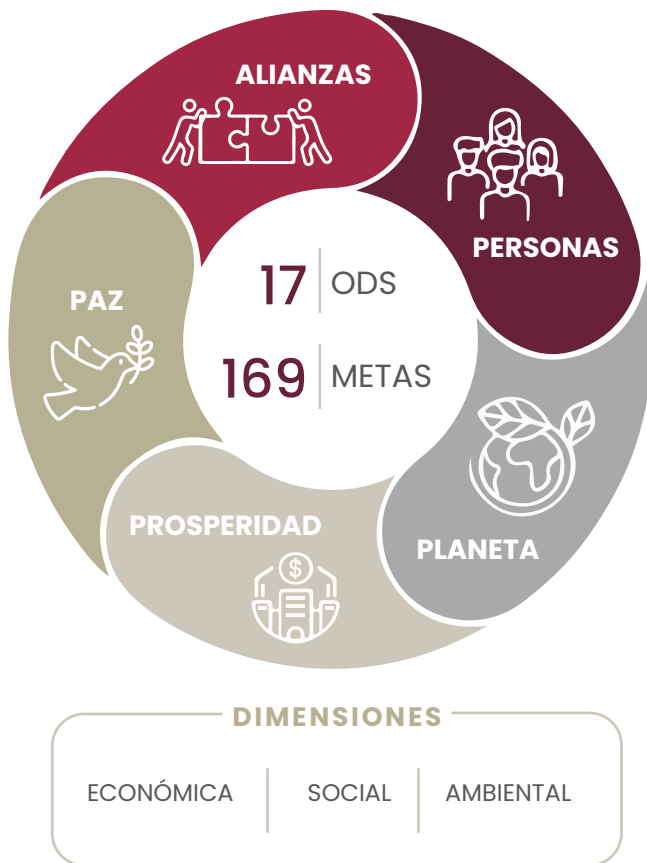 ALIANZAS
PERSONAS
PAZ
17 ODS
169 METAS
PROSPERIDAD
$
PLANETA
DIMENSIONES
ECONÓMICA SOCIAL AMBIENTAL